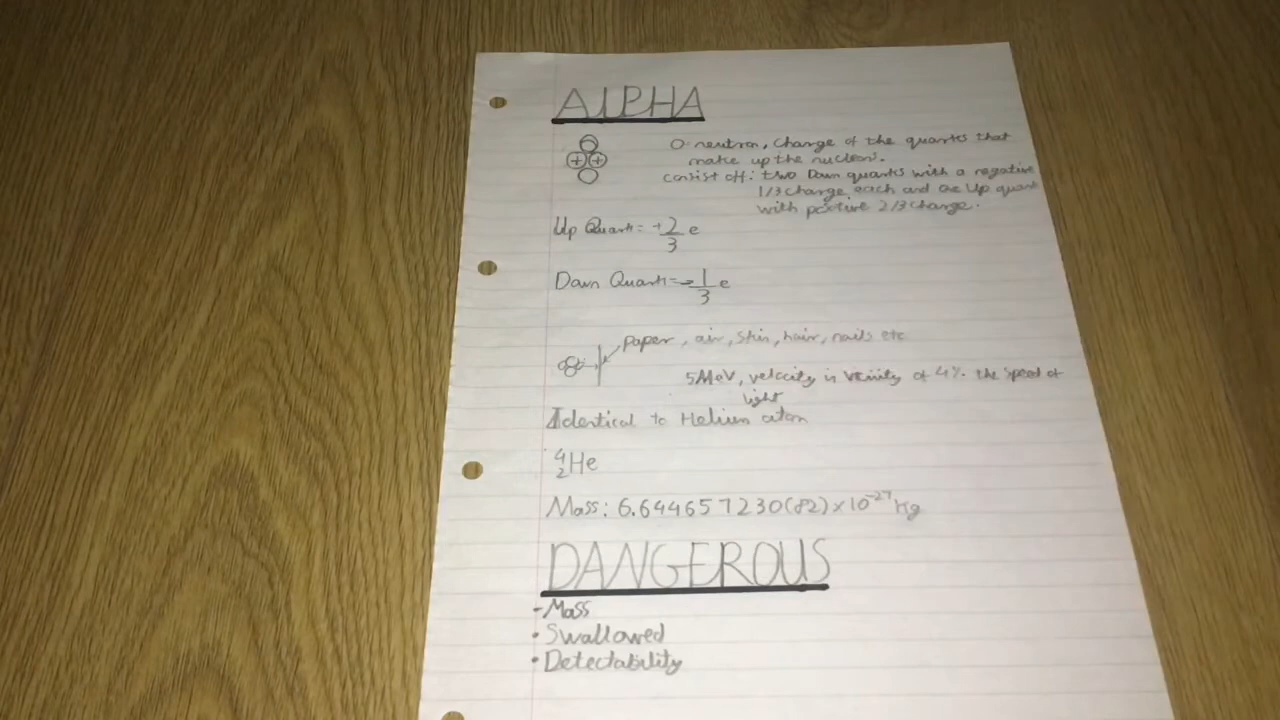 ALPHA
0 neutron, Charge of the quarks that
make up the nucleons.
consist off: two Down quarks with a negative
1/3 charge each and one Up quark
with positive 2/3 charge.
+ +
Up Quark = +2/3 e
Down Quark = -1/3 e
paper, air, skin, hair, nails etc
5MeV, velocity in vicinity of 4% the speed of
light
Identical to Helium atom
4
2 He
Mass: 6.644657230(82) x 10^-27 Kg
DANGEROUS
- Mass
• Swallowed
• Detectability